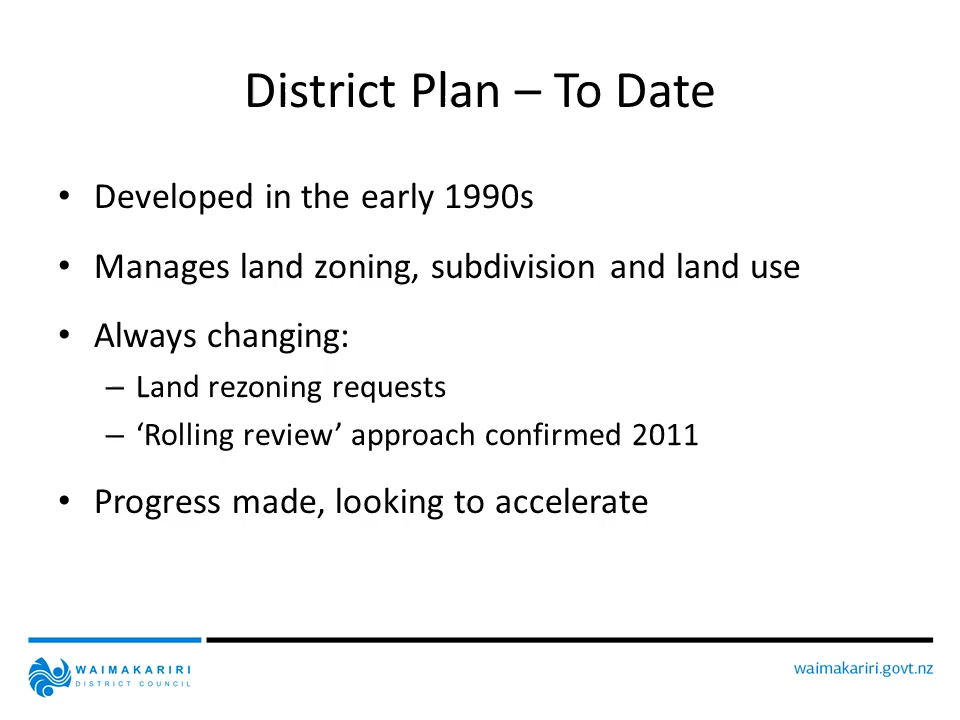 District Plan – To Date
• Developed in the early 1990s
• Manages land zoning, subdivision and land use
• Always changing:
– Land rezoning requests
– ‘Rolling review’ approach confirmed 2011
• Progress made, looking to accelerate
WAIMAKARIRI
DISTRICT COUNCIL
waimakariri.govt.nz